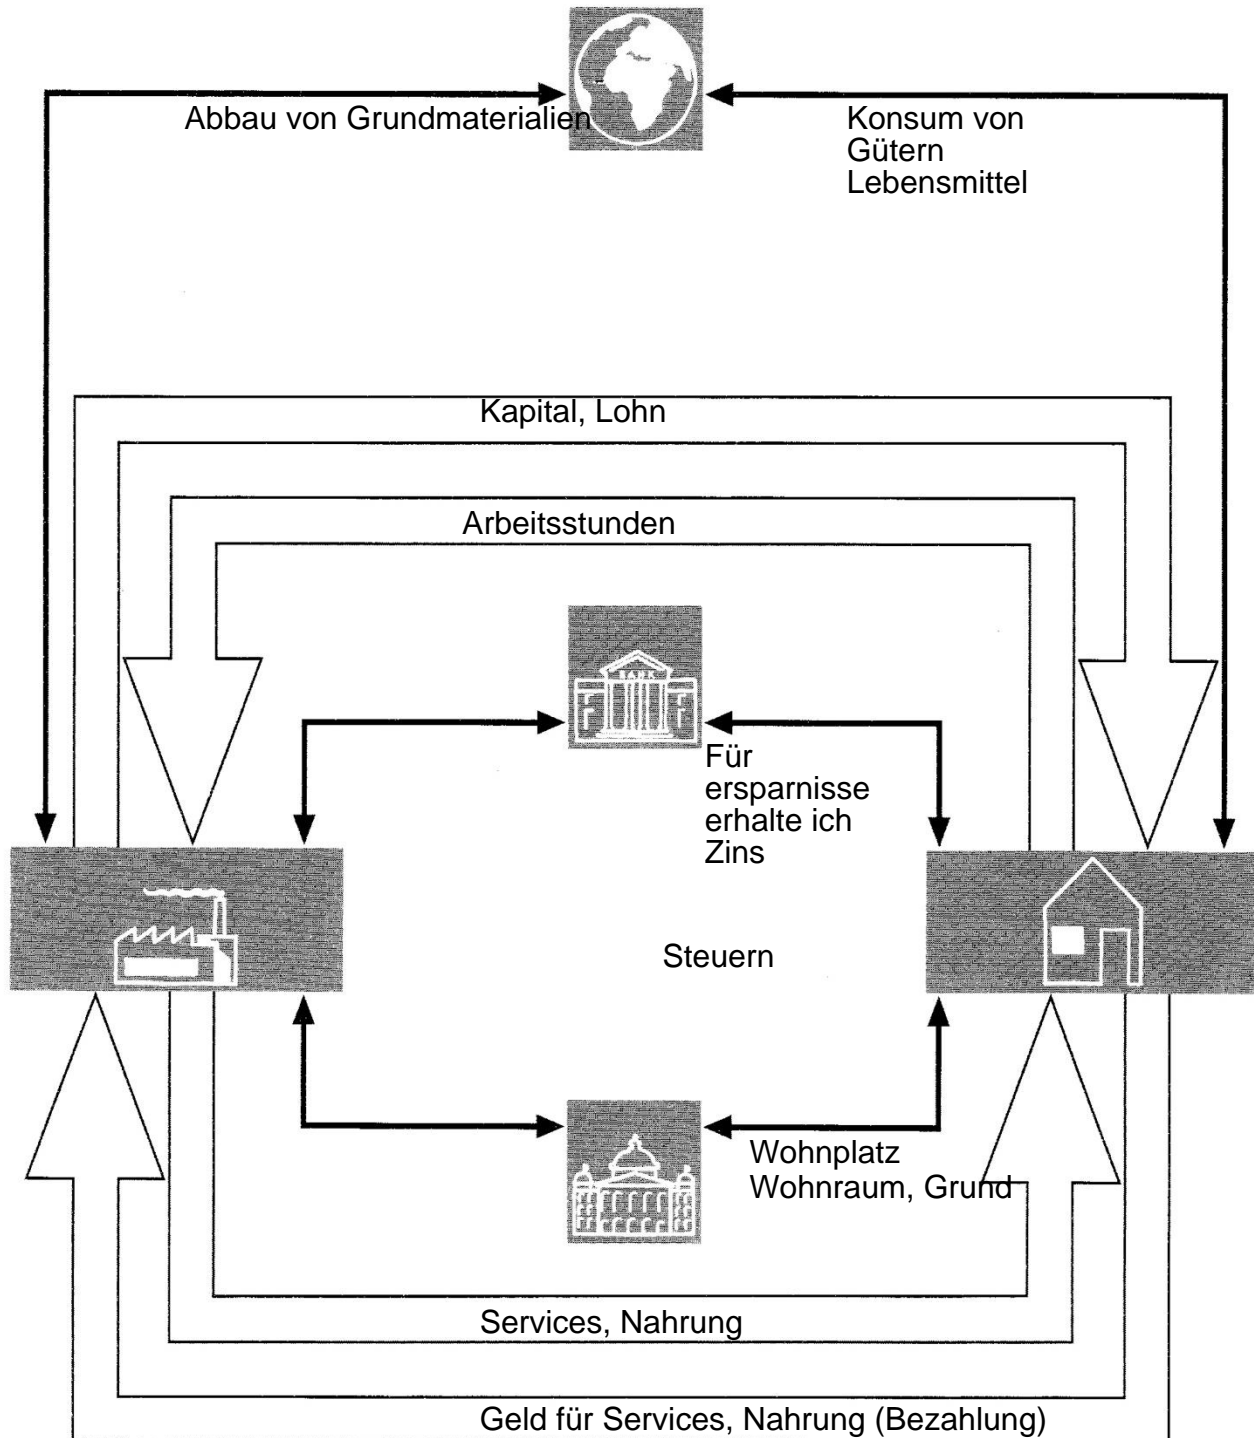 Abbau von Grundmaterialien
Konsum von
Gütern
Lebensmittel
Kapital, Lohn
Arbeitsstunden
BANK
Für
ersparnisse
erhalte ich
Zins
Steuern
Wohnplatz
Wohnraum, Grund
Services, Nahrung
Geld für Services, Nahrung (Bezahlung)